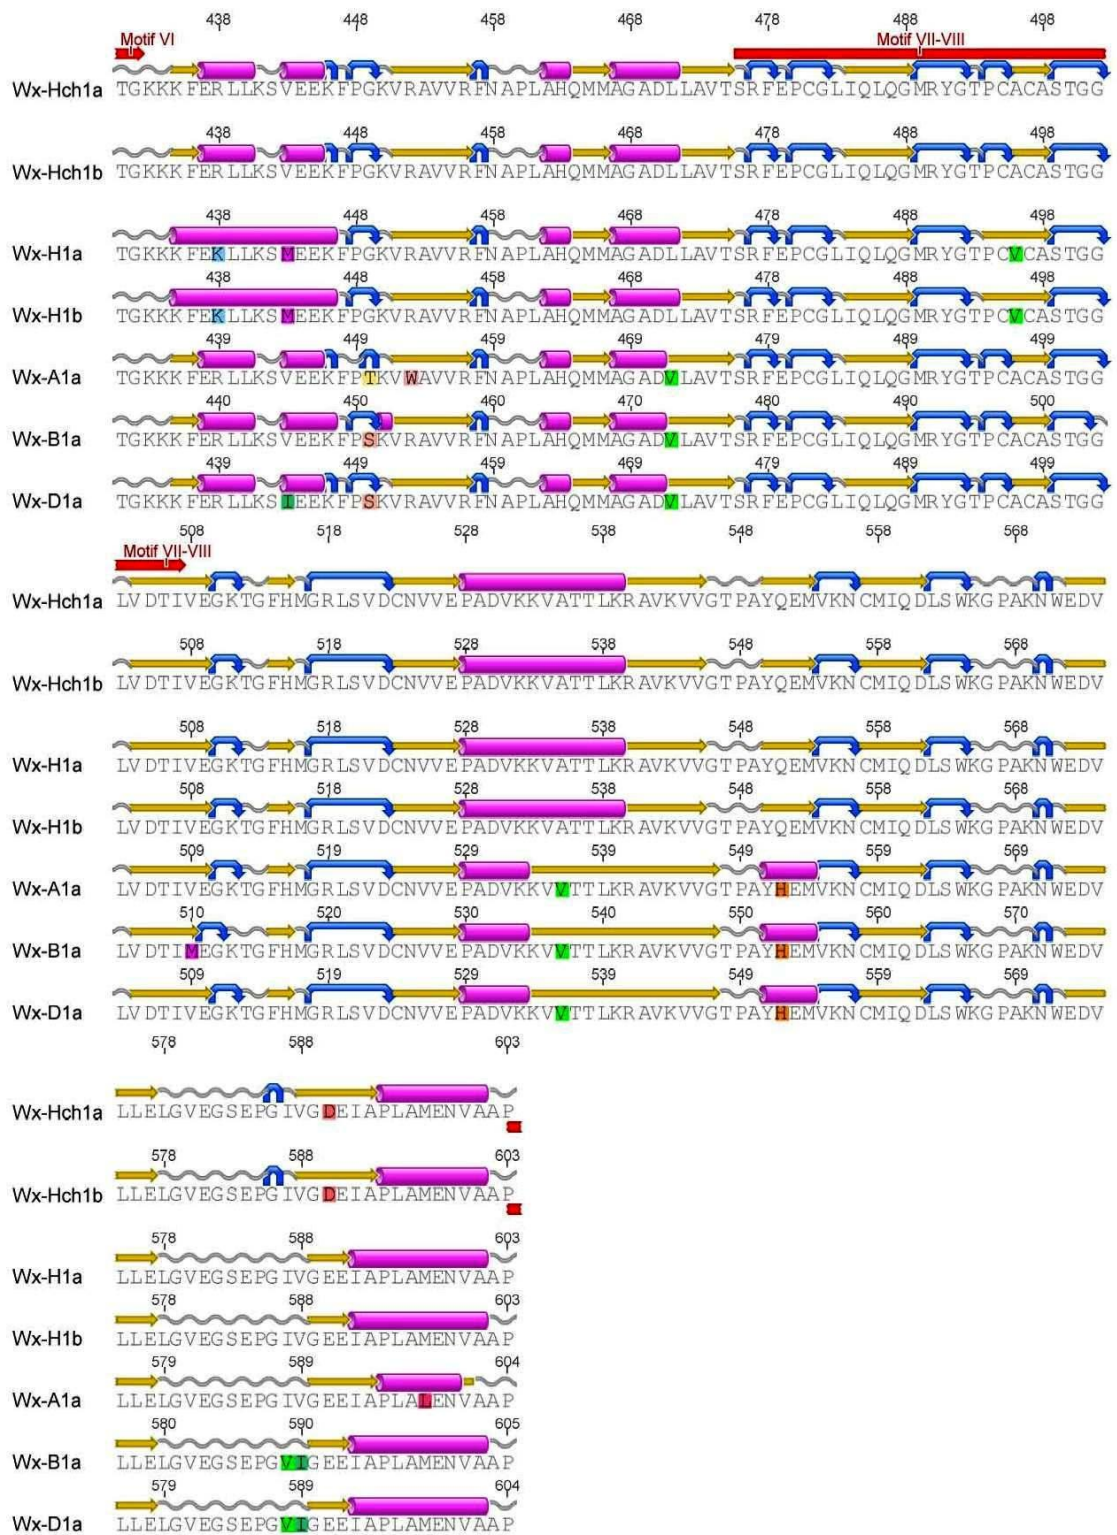 438 448 458 468 478 488 498
Motif VI Motif VII-VIII
Wx-Hch1a TGKKKFERLLKSVEEKFPGKVRAVVRFNAPLAHQMMAGADLLAVTSRFEPCGLIQLQGMRYGTPCACASTGG
438 448 458 468 478 488 498
Wx-Hch1b TGKKKFERLLKSVEEKFPGKVRAVVRFNAPLAHQMMAGADLLAVTSRFEPCGLIQLQGMRYGTPCACASTGG
438 448 458 468 478 488 498
Wx-H1a TGKKKFEKLLKSMEEKFPGKVRAVVRFNAPLAHQMMAGADLLAVTSRFEPCGLIQLQGMRYGTPCVCASTGG
438 448 458 468 478 488 498
Wx-H1b TGKKKFEKLLKSMEEKFPGKVRAVVRFNAPLAHQMMAGADLLAVTSRFEPCGLIQLQGMRYGTPCVCASTGG
439 449 459 469 479 489 499
Wx-A1a TGKKKFERLLKSVEEKFPTKVWAVVRFNAPLAHQMMAGADVLAVTSRFEPCGLIQLQGMRYGTPCACASTGG
440 450 460 470 480 490 500
Wx-B1a TGKKKFERLLKSVEEKFPSKVRAVVRFNAPLAHQMMAGADVLAVTSRFEPCGLIQLQGMRYGTPCACASTGG
439 449 459 469 479 489 499
Wx-D1a TGKKKFERLLKSIEEKFPSKVRAVVRFNAPLAHQMMAGADVLAVTSRFEPCGLIQLQGMRYGTPCACASTGG
508 518 528 538 548 558 568
Motif VII-VIII
Wx-Hch1a LVDTIVEGKTGFHMGRLSVDCNVVEPADVKKVATTLKRAVKVVGTPAYQEMVKNCMIQDLSWKGPAKNWEDV
508 518 528 538 548 558 568
Wx-Hch1b LVDTIVEGKTGFHMGRLSVDCNVVEPADVKKVATTLKRAVKVVGTPAYQEMVKNCMIQDLSWKGPAKNWEDV
508 518 528 538 548 558 568
Wx-H1a LVDTIVEGKTGFHMGRLSVDCNVVEPADVKKVATTLKRAVKVVGTPAYQEMVKNCMIQDLSWKGPAKNWEDV
508 518 528 538 548 558 568
Wx-H1b LVDTIVEGKTGFHMGRLSVDCNVVEPADVKKVATTLKRAVKVVGTPAYQEMVKNCMIQDLSWKGPAKNWEDV
509 519 529 539 549 559 569
Wx-A1a LVDTIVEGKTGFHMGRLSVDCNVVEPADVKKVVTTLKRAVKVVGTPAYHEMVKNCMIQDLSWKGPAKNWEDV
510 520 530 540 550 560 570
Wx-B1a LVDTIMEGKTGFHMGRLSVDCNVVEPADVKKVVTTLKRAVKVVGTPAYHEMVKNCMIQDLSWKGPAKNWEDV
509 519 529 539 549 559 569
Wx-D1a LVDTIVEGKTGFHMGRLSVDCNVVEPADVKKVVTTLKRAVKVVGTPAYHEMVKNCMIQDLSWKGPAKNWEDV
578 588 603
Wx-Hch1a LLELGVEGSEPGIVGDEIAPLAMENVAAP
578 588 603
Wx-Hch1b LLELGVEGSEPGIVGDEIAPLAMENVAAP
578 588 603
Wx-H1a LLELGVEGSEPGIVGEEIAPLAMENVAAP
578 588 603
Wx-H1b LLELGVEGSEPGIVGEEIAPLAMENVAAP
579 589 604
Wx-A1a LLELGVEGSEPGIVGEEIAPLALENVAAP
580 590 605
Wx-B1a LLELGVEGSEPGVIGEEIAPLAMENVAAP
579 589 604
Wx-D1a LLELGVEGSEPGVIGEEIAPLAMENVAAP